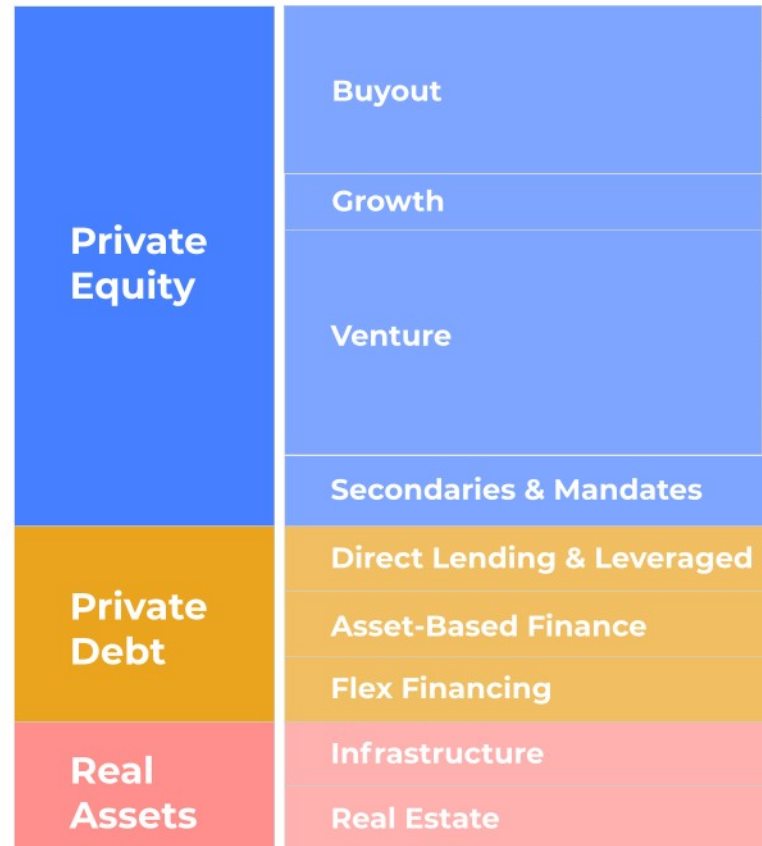 Private
Equity
Buyout
Growth
Venture
Secondaries & Mandates
Private
Debt
Direct Lending & Leveraged
Asset-Based Finance
Flex Financing
Real
Assets
Infrastructure
Real Estate